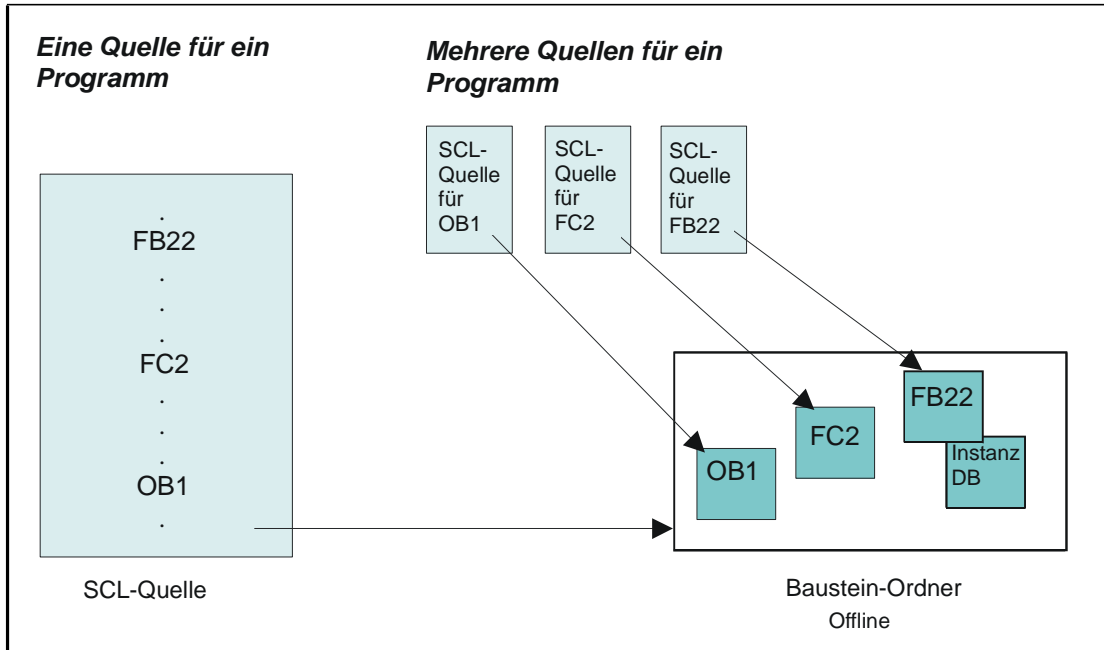 Eine Quelle für ein
Programm
Mehrere Quellen für ein
Programm
SCL-
Quelle
für
OB1
SCL-
Quelle
für
FC2
SCL-
Quelle
für
FB22
.
FB22
.
.
.
FC2
.
.
.
OB1
.
SCL-Quelle
OB1
FC2
FB22
Instanz
DB
Baustein-Ordner
Offline